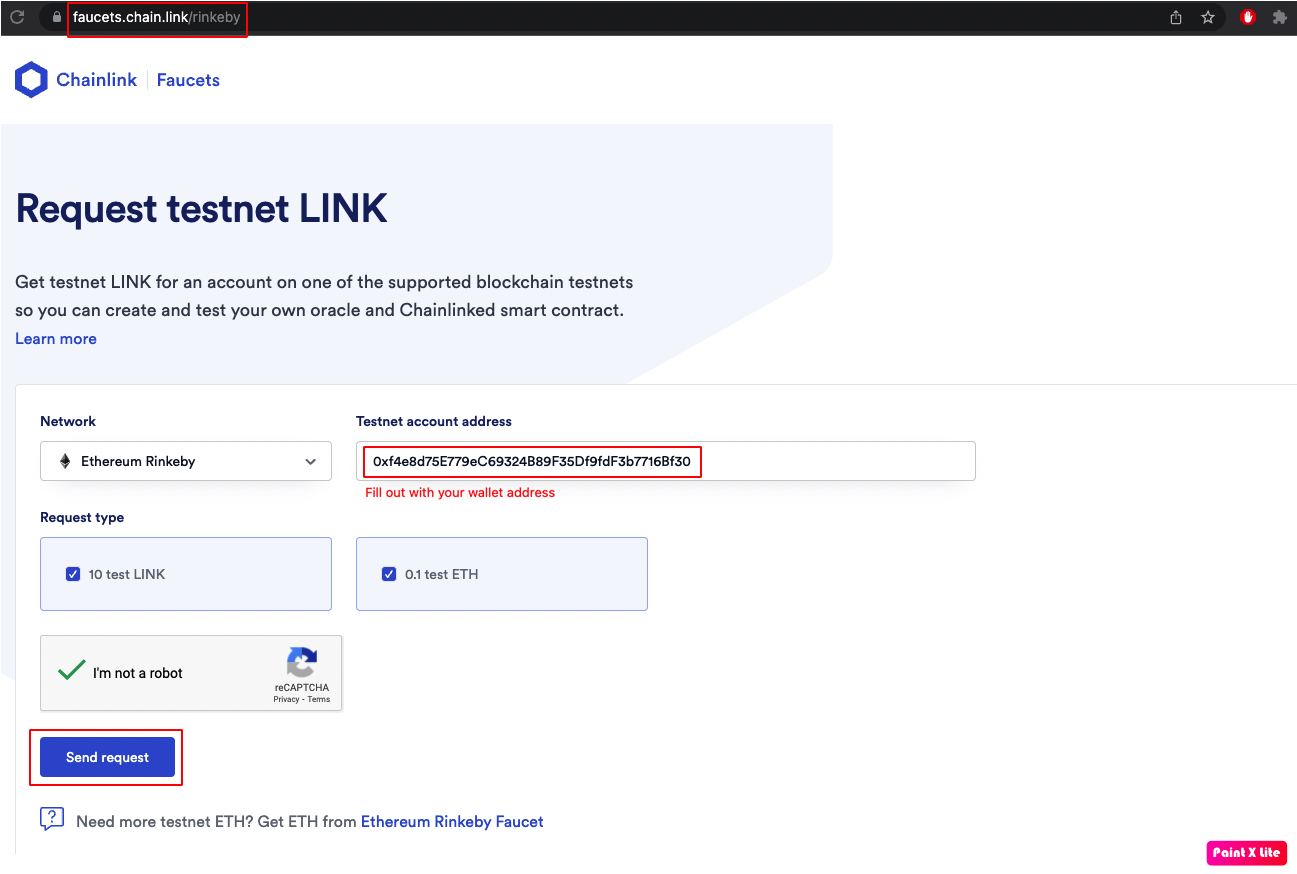 faucets.chain.link/rinkeby
Chainlink | Faucets
Request testnet LINK
Get testnet LINK for an account on one of the supported blockchain testnets
so you can create and test your own oracle and Chainlinked smart contract.
Learn more
Network
Testnet account address
Ethereum Rinkeby
0xf4e8d75E779eC69324B89F35Df9fdF3b7716Bf30
Fill out with your wallet address
Request type
10 test LINK
0.1 test ETH
I'm not a robot
reCAPTCHA
Privacy - Terms
Send request
Need more testnet ETH? Get ETH from Ethereum Rinkeby Faucet
Paint X Lite